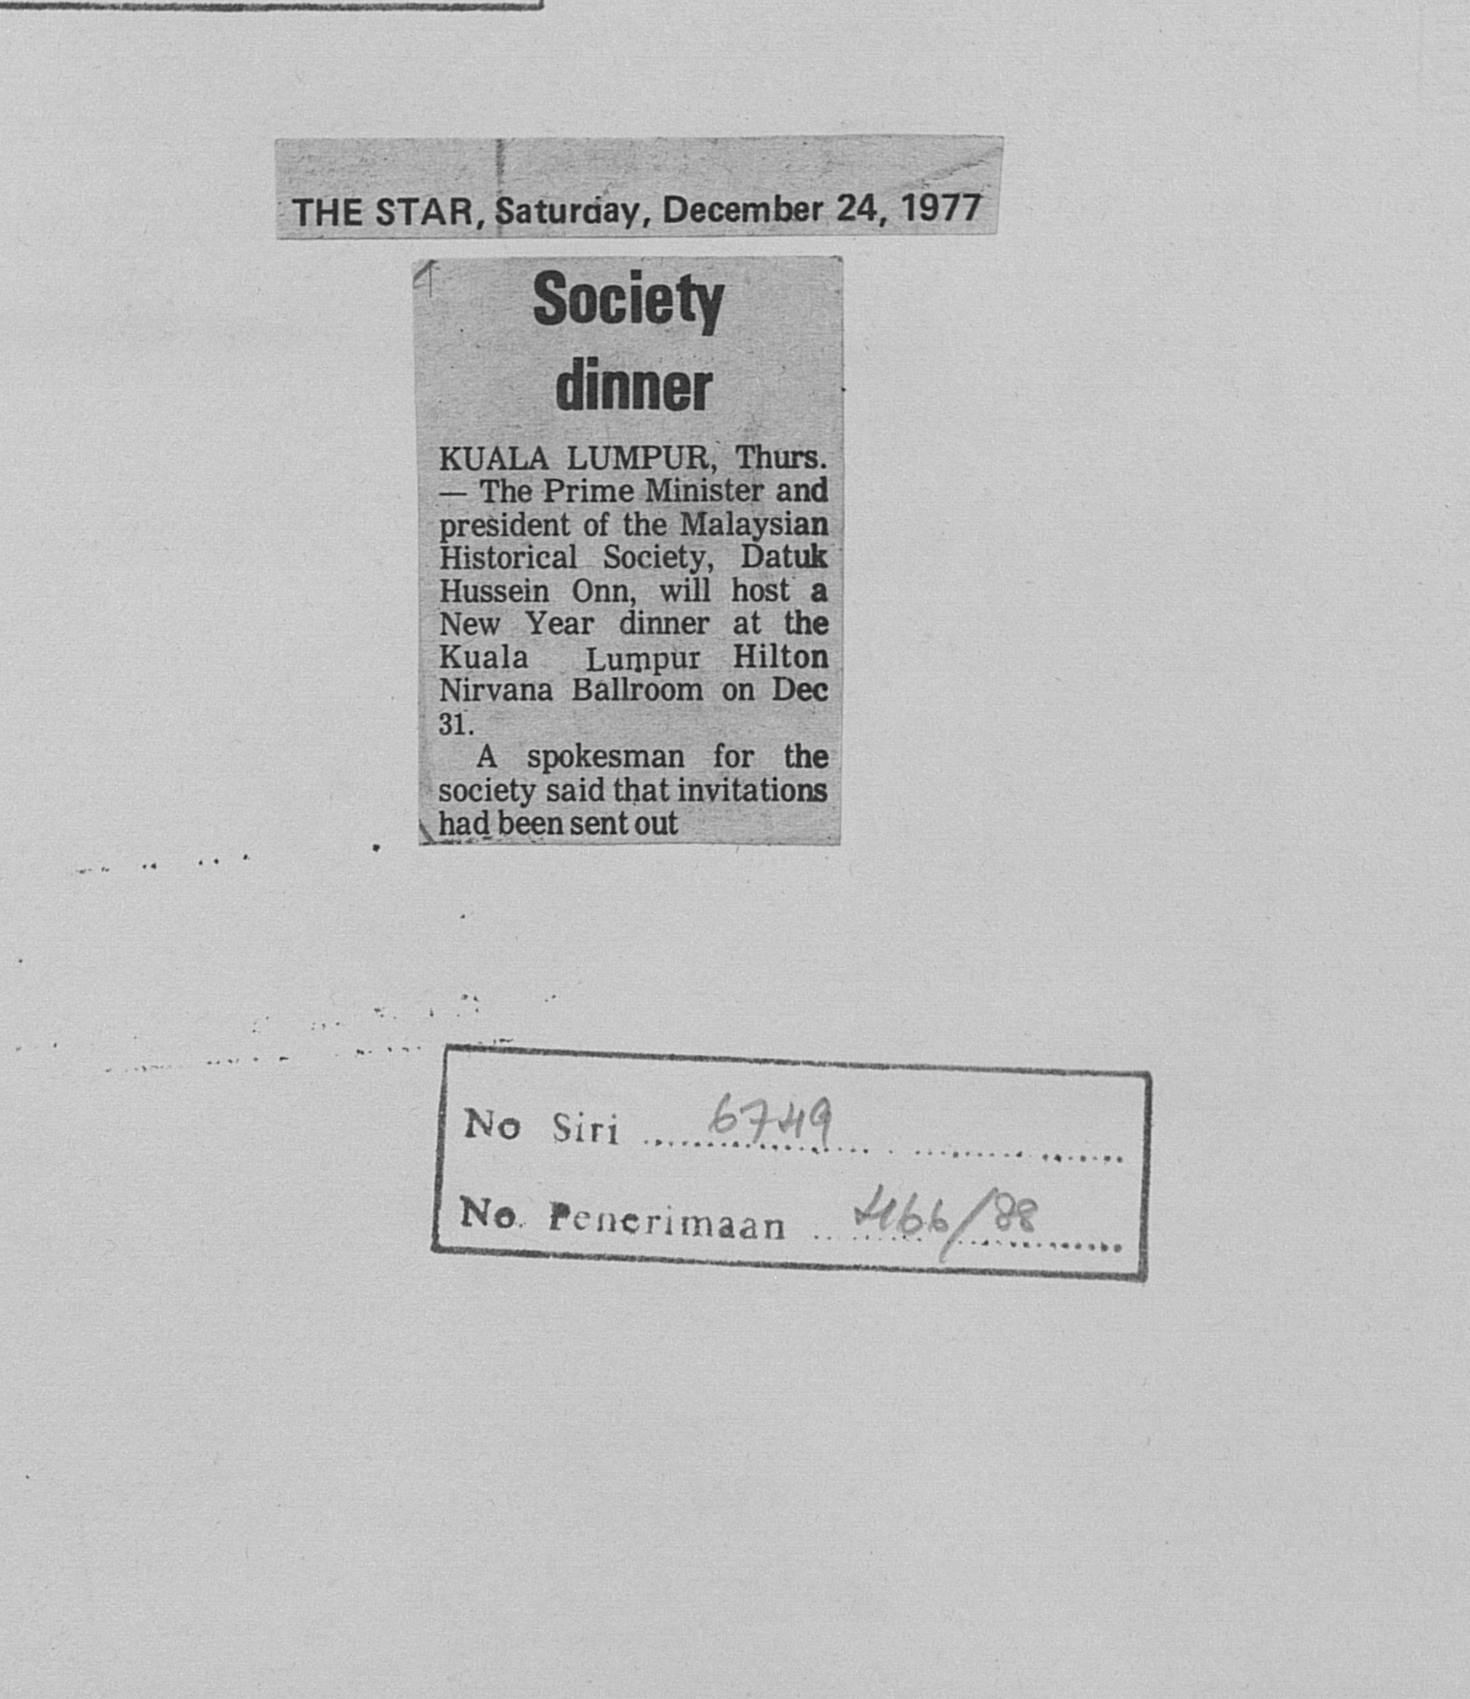 THE STAR, Saturday, December 24, 1977
Society
dinner
KUALA LUMPUR, Thurs.
— The Prime Minister and
president of the Malaysian
Historical Society, Datuk
Hussein Onn, will host a
New Year dinner at the
Kuala Lumpur Hilton
Nirvana Ballroom on Dec
31.
A spokesman for the
society said that invitations
had been sent out
No Siri 6749
No. Penerimaan 466/88